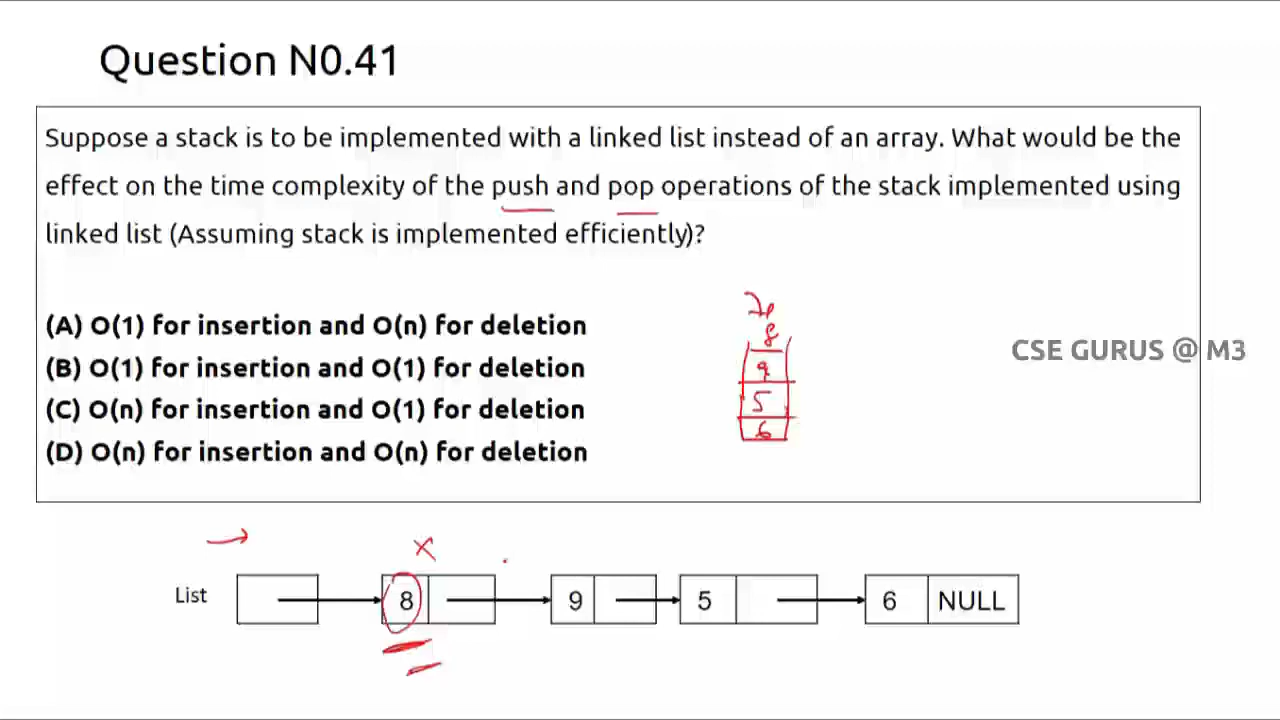 Question N0.41
Suppose a stack is to be implemented with a linked list instead of an array. What would be the
effect on the time complexity of the push and pop operations of the stack implemented using
linked list (Assuming stack is implemented efficiently)?
(A) O(1) for insertion and O(n) for deletion
(B) O(1) for insertion and O(1) for deletion
(C) O(n) for insertion and O(1) for deletion
(D) O(n) for insertion and O(n) for deletion
8
9
5
6
CSE GURUS @ M3
List 8 9 5 6 NULL